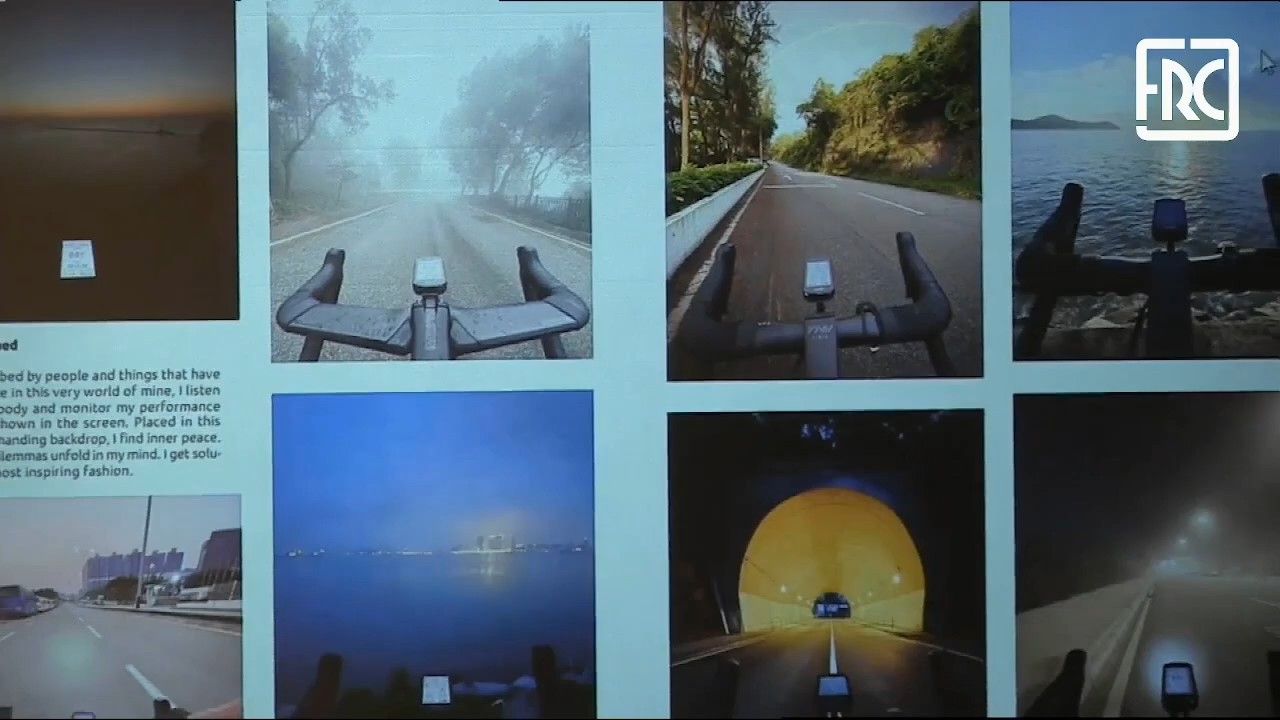 FRC
ned
bed by people and things that have
e in this very world of mine, I listen
body and monitor my performance
hown in the screen. Placed in this
manding backdrop, I find inner peace.
ilemmas unfold in my mind. I get solu-
most inspiring fashion.